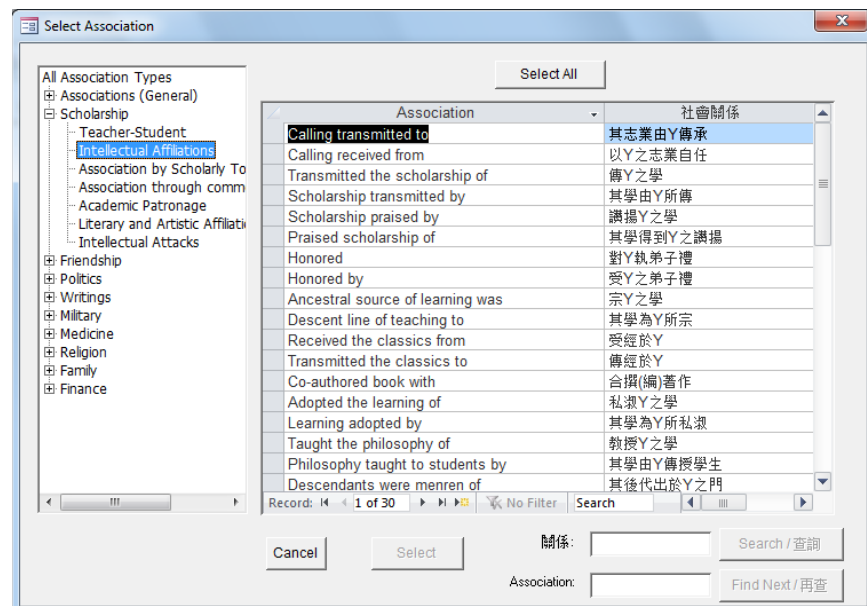 Select Association
All Association Types
Associations (General)
Scholarship
Teacher-Student
Intellectual Affiliations
Association by Scholarly To
Association through comm
Academic Patronage
Literary and Artistic Affiliati
Intellectual Attacks
Friendship
Politics
Writings
Military
Medicine
Religion
Family
Finance
Select All
Association 社會關係
Calling transmitted to 其志業由Y傳承
Calling received from 以Y之志業自任
Transmitted the scholarship of 傳Y之學
Scholarship transmitted by 其學由Y所傳
Scholarship praised by 讚揚Y之學
Praised scholarship of 其學得到Y之讚揚
Honored 對Y執弟子禮
Honored by 受Y之弟子禮
Ancestral source of learning was 宗Y之學
Descent line of teaching to 其學為Y所宗
Received the classics from 受經於Y
Transmitted the classics to 傳經於Y
Co-authored book with 合撰(編)著作
Adopted the learning of 私淑Y之學
Learning adopted by 其學為Y所私淑
Taught the philosophy of 教授Y之學
Philosophy taught to students by 其學由Y傳授學生
Descendants were menren of 其後代出於Y之門
Record: 1 of 30 No Filter Search
Cancel Select 關係: Search / 查詢
Association: Find Next / 再查